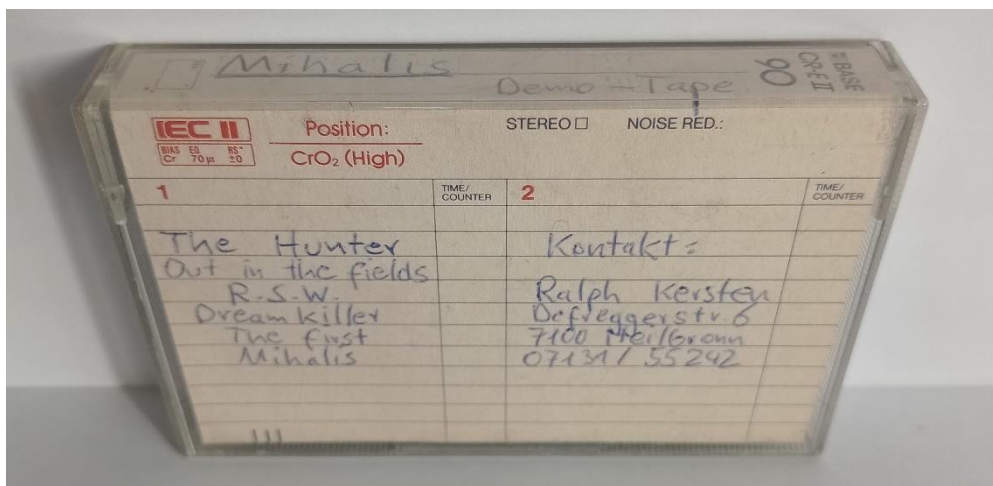 Mihalis
Demo-Tape
BASF
CR-E II
90
IEC II
BIAS EQ RS*
Cr 70µs ±0
Position:
CrO₂ (High)
STEREO
NOISE RED.:
1
TIME/
COUNTER
The Hunter
Out in the fields
R.S.W.
Dreamkiller
The first
Mihalis
2
TIME/
COUNTER
Kontakt:
Ralph Kersten
Defreggerstr. 6
7100 Heilbronn
07131/55242